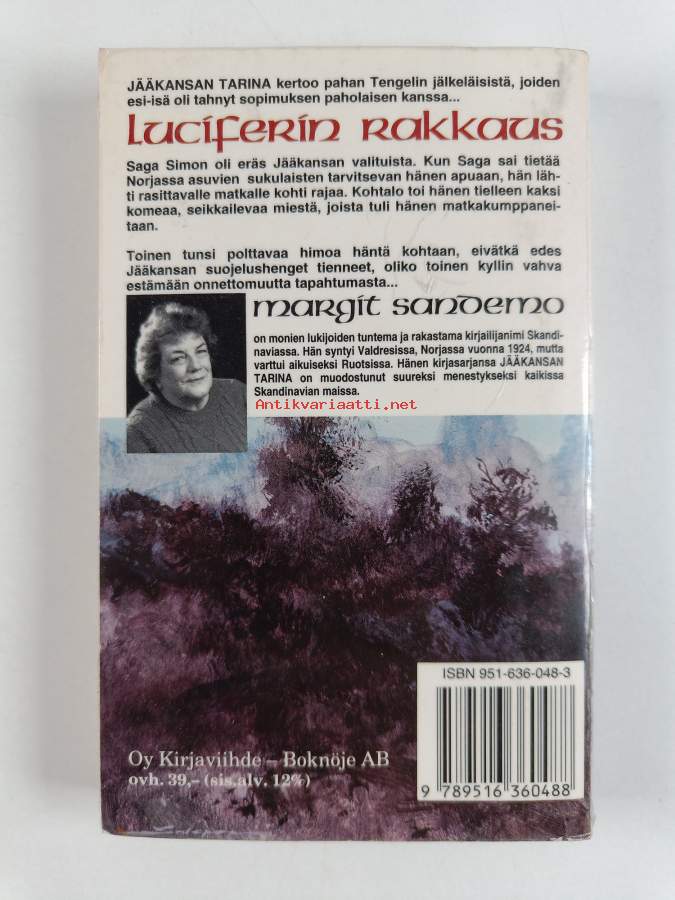 JÄÄKANSAN TARINA kertoo pahan Tengelin jälkeläisistä, joiden
esi-isä oli tahnyt sopimuksen paholaisen kanssa...
Luciferin rakkaus
Saga Simon oli eräs Jääkansan valituista. Kun Saga sai tietää
Norjassa asuvien sukulaisten tarvitsevan hänen apuaan, hän läh-
ti rasittavalle matkalle kohti rajaa. Kohtalo toi hänen tielleen kaksi
komeaa, seikkailevaa miestä, joista tuli hänen matkakumppanei-
taan.
Toinen tunsi polttavaa himoa häntä kohtaan, eivätkä edes
Jääkansan suojelushenget tienneet, oliko toinen kyllin vahva
estämään onnettomuutta tapahtumasta...
margit sandemo
on monien lukijoiden tuntema ja rakastama kirjailijanimi Skandi-
naviassa. Hän syntyi Valdresissa, Norjassa vuonna 1924, mutta
varttui aikuiseksi Ruotsissa. Hänen kirjasarjansa JÄÄKANSAN
TARINA on muodostunut suureksi menestykseksi kaikissa
Skandinavian maissa.
Antikvariaatti.net
ISBN 951-636-048-3
Oy Kirjaviihde – Boknöje AB
ovh. 39,– (sis.alv. 12%)
9 789516 360488